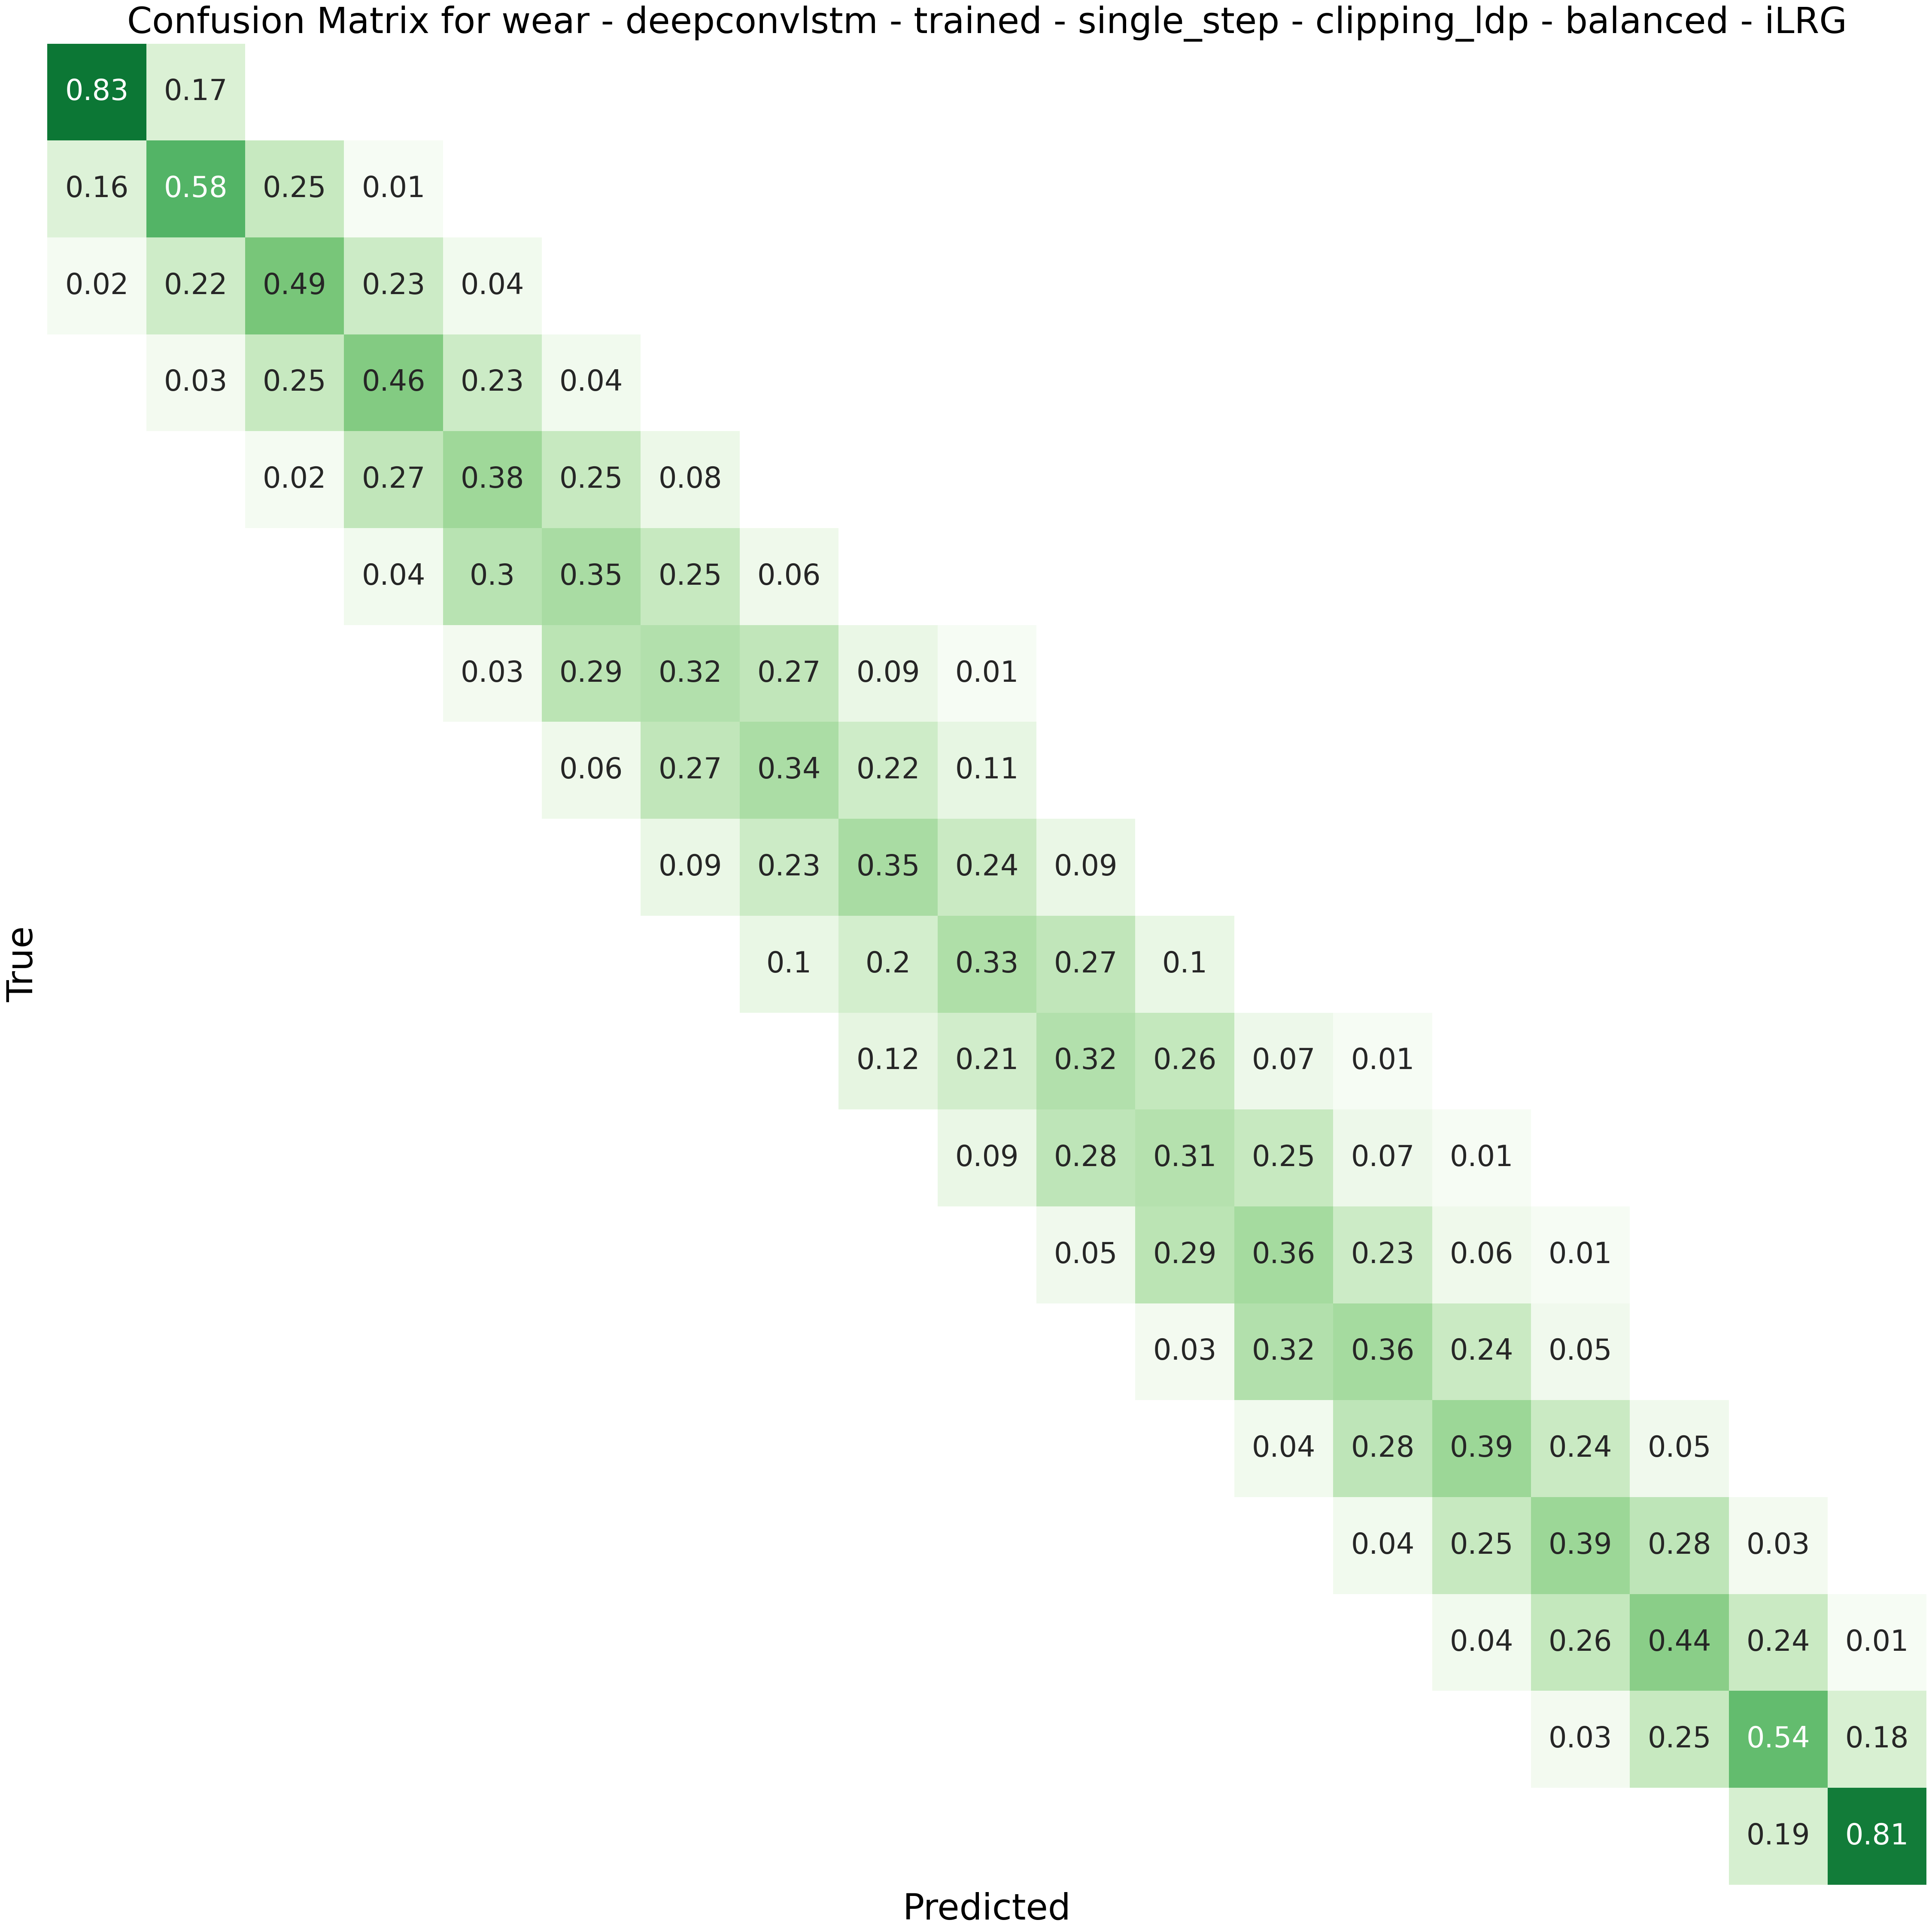 Confusion Matrix for wear - deepconvlstm - trained - single_step - clipping_ldp - balanced - iLRG
0.83 0.17
0.16 0.58 0.25 0.01
0.02 0.22 0.49 0.23 0.04
0.03 0.25 0.46 0.23 0.04
0.02 0.27 0.38 0.25 0.08
0.04 0.3 0.35 0.25 0.06
0.03 0.29 0.32 0.27 0.09 0.01
0.06 0.27 0.34 0.22 0.11
0.09 0.23 0.35 0.24 0.09
True
0.1 0.2 0.33 0.27 0.1
0.12 0.21 0.32 0.26 0.07 0.01
0.09 0.28 0.31 0.25 0.07 0.01
0.05 0.29 0.36 0.23 0.06 0.01
0.03 0.32 0.36 0.24 0.05
0.04 0.28 0.39 0.24 0.05
0.04 0.25 0.39 0.28 0.03
0.04 0.26 0.44 0.24 0.01
0.03 0.25 0.54 0.18
0.19 0.81
Predicted